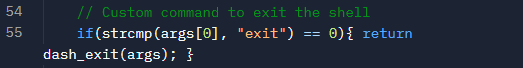 54 // Custom command to exit the shell
55 if(strcmp(args[0], "exit") == 0){ return
dash_exit(args); }